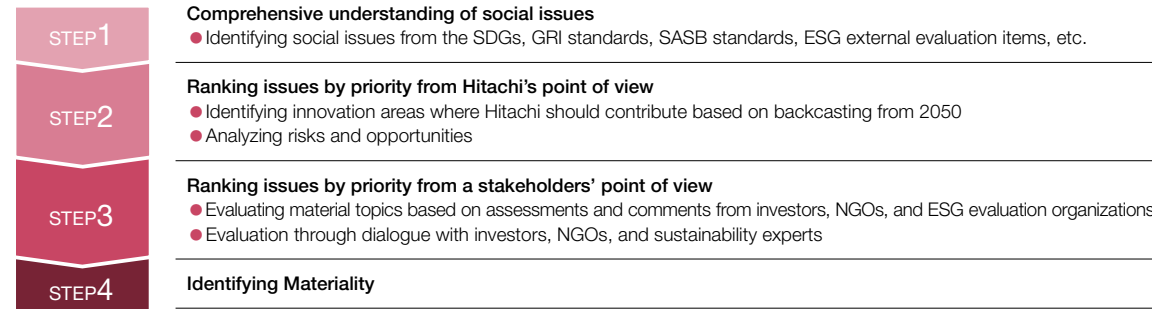 STEP1
Comprehensive understanding of social issues
●Identifying social issues from the SDGs, GRI standards, SASB standards, ESG external evaluation items, etc.
STEP2
Ranking issues by priority from Hitachi's point of view
●Identifying innovation areas where Hitachi should contribute based on backcasting from 2050
●Analyzing risks and opportunities
STEP3
Ranking issues by priority from a stakeholders' point of view
●Evaluating material topics based on assessments and comments from investors, NGOs, and ESG evaluation organizations
●Evaluation through dialogue with investors, NGOs, and sustainability experts
STEP4
Identifying Materiality